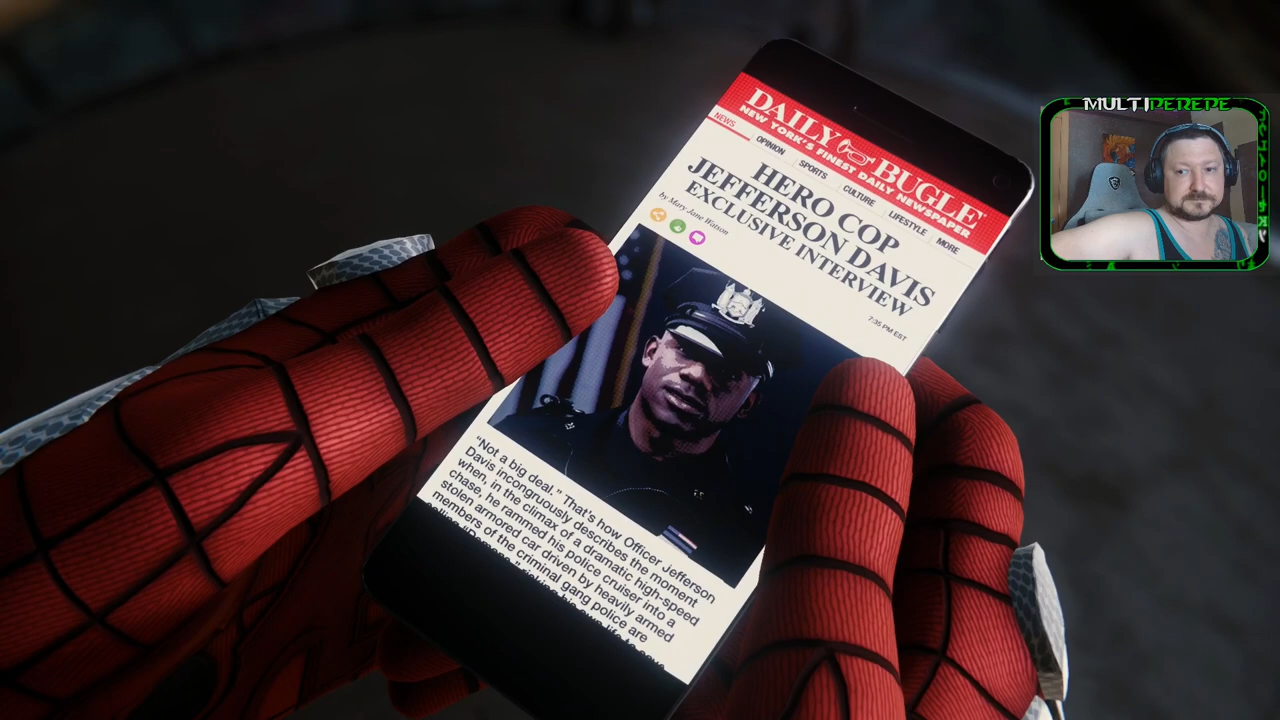 MULTIPEREPE
DAILY BUGLE
NEW YORK'S FINEST DAILY NEWSPAPER
NEWS OPINION SPORTS CULTURE LIFESTYLE MORE
HERO COP
JEFFERSON DAVIS
EXCLUSIVE INTERVIEW
by Mary Jane Watson
7:35 PM EST
"Not a big deal." That's how Officer Jefferson
Davis incongruously describes the moment
when, in the climax of a dramatic high-speed
chase, he rammed his police cruiser into a
stolen armored car driven by heavily armed
members of the criminal gang police are